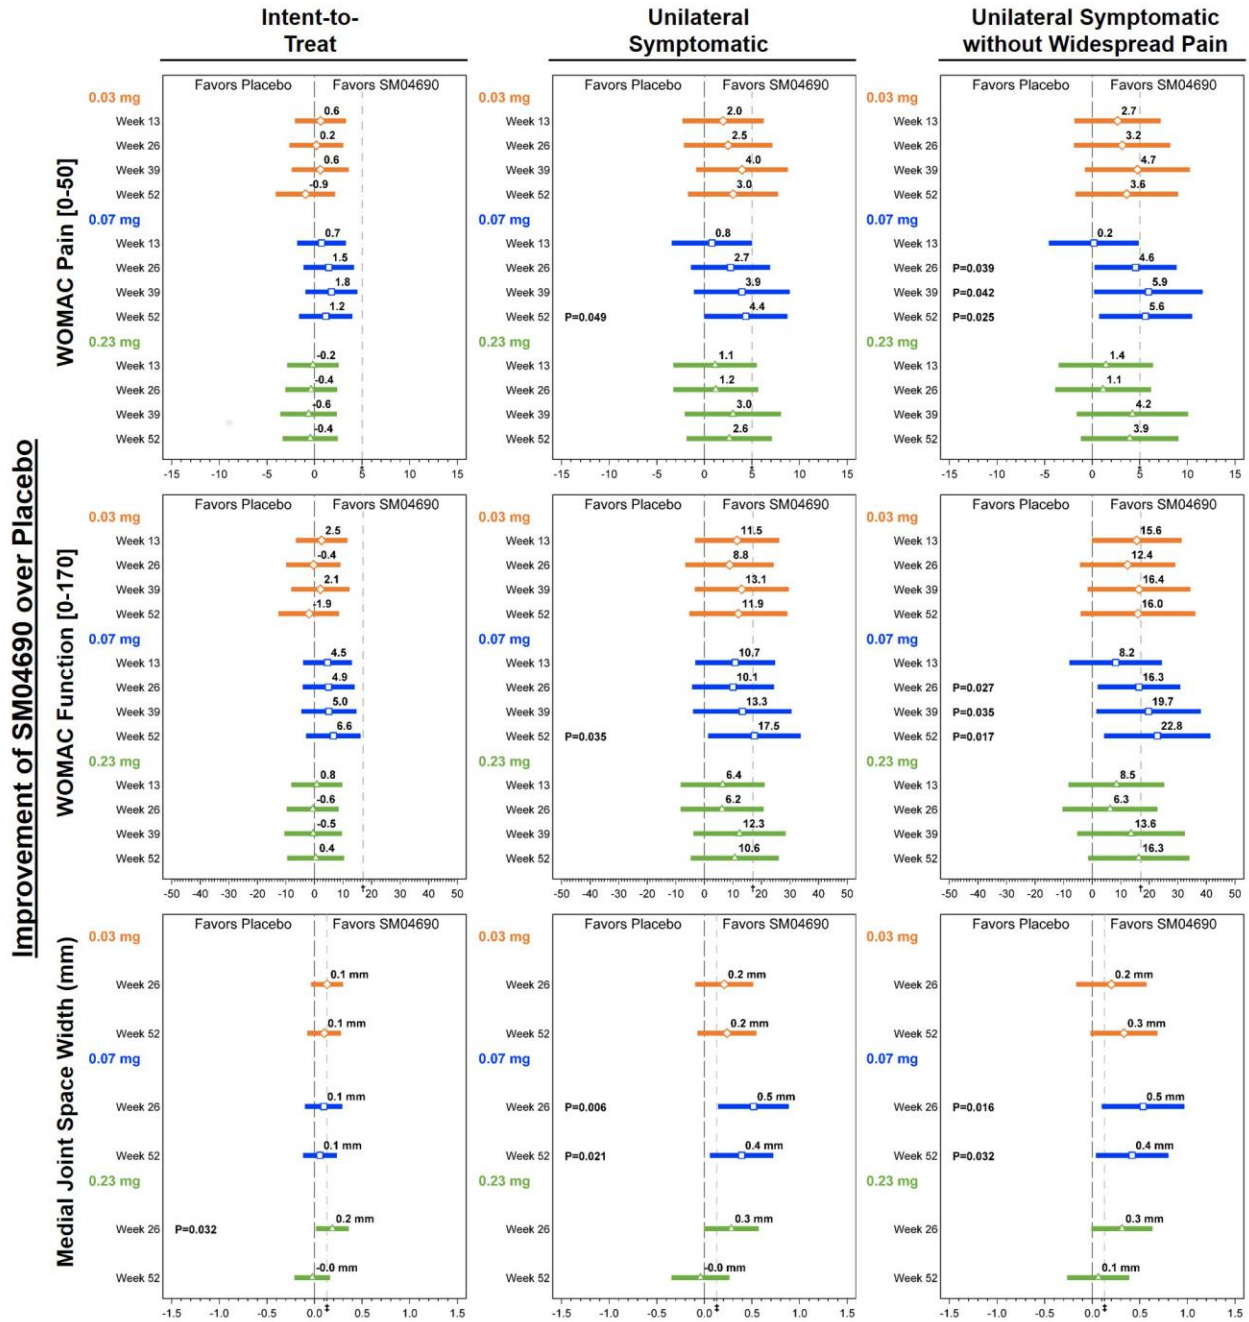 Intent-to-
Treat
Unilateral
Symptomatic
Unilateral Symptomatic
without Widespread Pain
Improvement of SM04690 over Placebo
WOMAC Pain [0-50]
Favors Placebo Favors SM04690
0.03 mg
Week 13 0.6
Week 26 0.2
Week 39 0.6
Week 52 -0.9
0.07 mg
Week 13 0.7
Week 26 1.5
Week 39 1.8
Week 52 1.2
0.23 mg
Week 13 -0.2
Week 26 -0.4
Week 39 -0.6
Week 52 -0.4
-15 -10 -5 0 5 10 15
Favors Placebo Favors SM04690
0.03 mg
Week 13 2.0
Week 26 2.5
Week 39 4.0
Week 52 3.0
0.07 mg
Week 13 0.8
Week 26 2.7
Week 39 3.9
Week 52 P=0.049 4.4
0.23 mg
Week 13 1.1
Week 26 1.2
Week 39 3.0
Week 52 2.6
-15 -10 -5 0 5 10 15
Favors Placebo Favors SM04690
0.03 mg
Week 13 2.7
Week 26 3.2
Week 39 4.7
Week 52 3.6
0.07 mg
Week 13 0.2
Week 26 P=0.039 4.6
Week 39 P=0.042 5.9
Week 52 P=0.025 5.6
0.23 mg
Week 13 1.4
Week 26 1.1
Week 39 4.2
Week 52 3.9
-15 -10 -5 0 5 10 15
WOMAC Function [0-170]
Favors Placebo Favors SM04690
0.03 mg
Week 13 2.5
Week 26 -0.4
Week 39 2.1
Week 52 -1.9
0.07 mg
Week 13 4.5
Week 26 4.9
Week 39 5.0
Week 52 6.6
0.23 mg
Week 13 0.8
Week 26 -0.6
Week 39 -0.5
Week 52 0.4
-50 -40 -30 -20 -10 0 10 † 20 30 40 50
Favors Placebo Favors SM04690
0.03 mg
Week 13 11.5
Week 26 8.8
Week 39 13.1
Week 52 11.9
0.07 mg
Week 13 10.7
Week 26 10.1
Week 39 13.3
Week 52 P=0.035 17.5
0.23 mg
Week 13 6.4
Week 26 6.2
Week 39 12.3
Week 52 10.6
-50 -40 -30 -20 -10 0 10 † 20 30 40 50
Favors Placebo Favors SM04690
0.03 mg
Week 13 15.6
Week 26 12.4
Week 39 16.4
Week 52 16.0
0.07 mg
Week 13 8.2
Week 26 P=0.027 16.3
Week 39 P=0.035 19.7
Week 52 P=0.017 22.8
0.23 mg
Week 13 8.5
Week 26 6.3
Week 39 13.6
Week 52 16.3
-50 -40 -30 -20 -10 0 10 † 20 30 40 50
Medial Joint Space Width (mm)
Favors Placebo Favors SM04690
0.03 mg
Week 26 0.1 mm
Week 52 0.1 mm
0.07 mg
Week 26 0.1 mm
Week 52 0.1 mm
0.23 mg
Week 26 P=0.032 0.2 mm
Week 52 -0.0 mm
-1.5 -1.0 -0.5 0.0 ‡ 0.5 1.0 1.5
Favors Placebo Favors SM04690
0.03 mg
Week 26 0.2 mm
Week 52 0.2 mm
0.07 mg
Week 26 P=0.006 0.5 mm
Week 52 P=0.021 0.4 mm
0.23 mg
Week 26 0.3 mm
Week 52 -0.0 mm
-1.5 -1.0 -0.5 0.0 ‡ 0.5 1.0 1.5
Favors Placebo Favors SM04690
0.03 mg
Week 26 0.2 mm
Week 52 0.3 mm
0.07 mg
Week 26 P=0.016 0.5 mm
Week 52 P=0.032 0.4 mm
0.23 mg
Week 26 0.3 mm
Week 52 0.1 mm
-1.5 -1.0 -0.5 0.0 ‡ 0.5 1.0 1.5